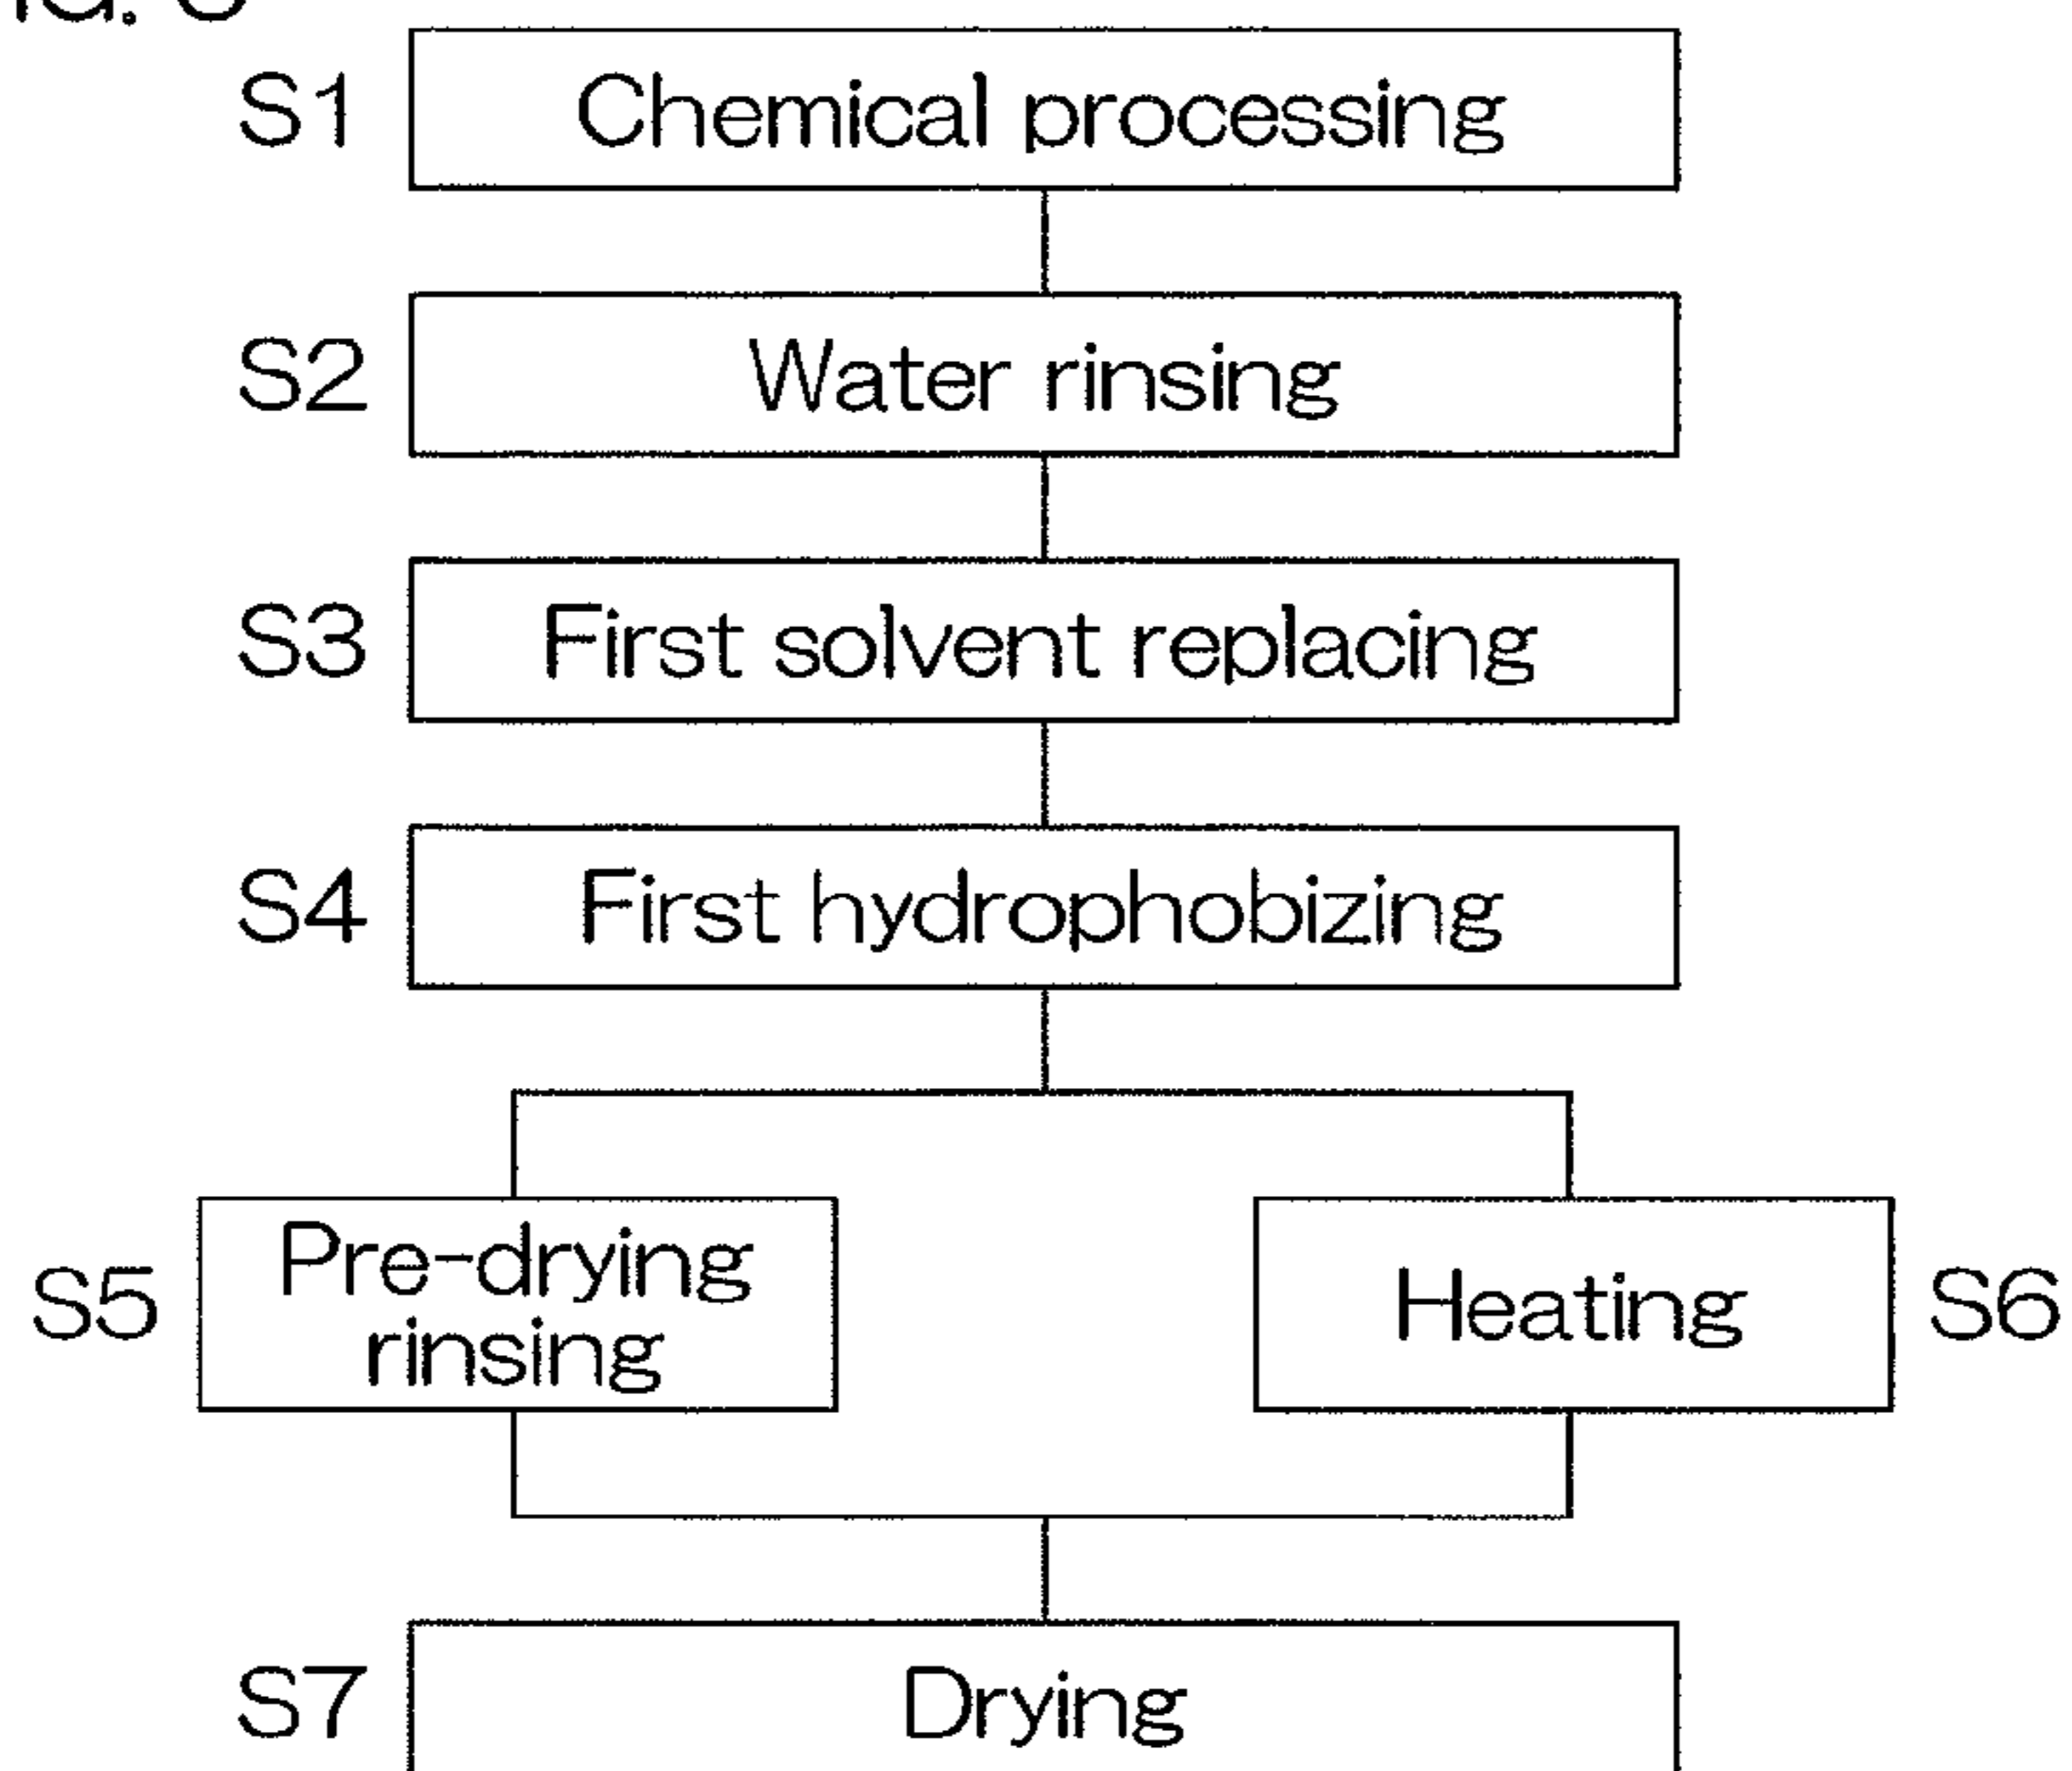 S1 Chemical processing
S2 Water rinsing
S3 First solvent replacing
S4 First hydrophobizing
S5 Pre-drying
rinsing
Heating S6
S7 Drying